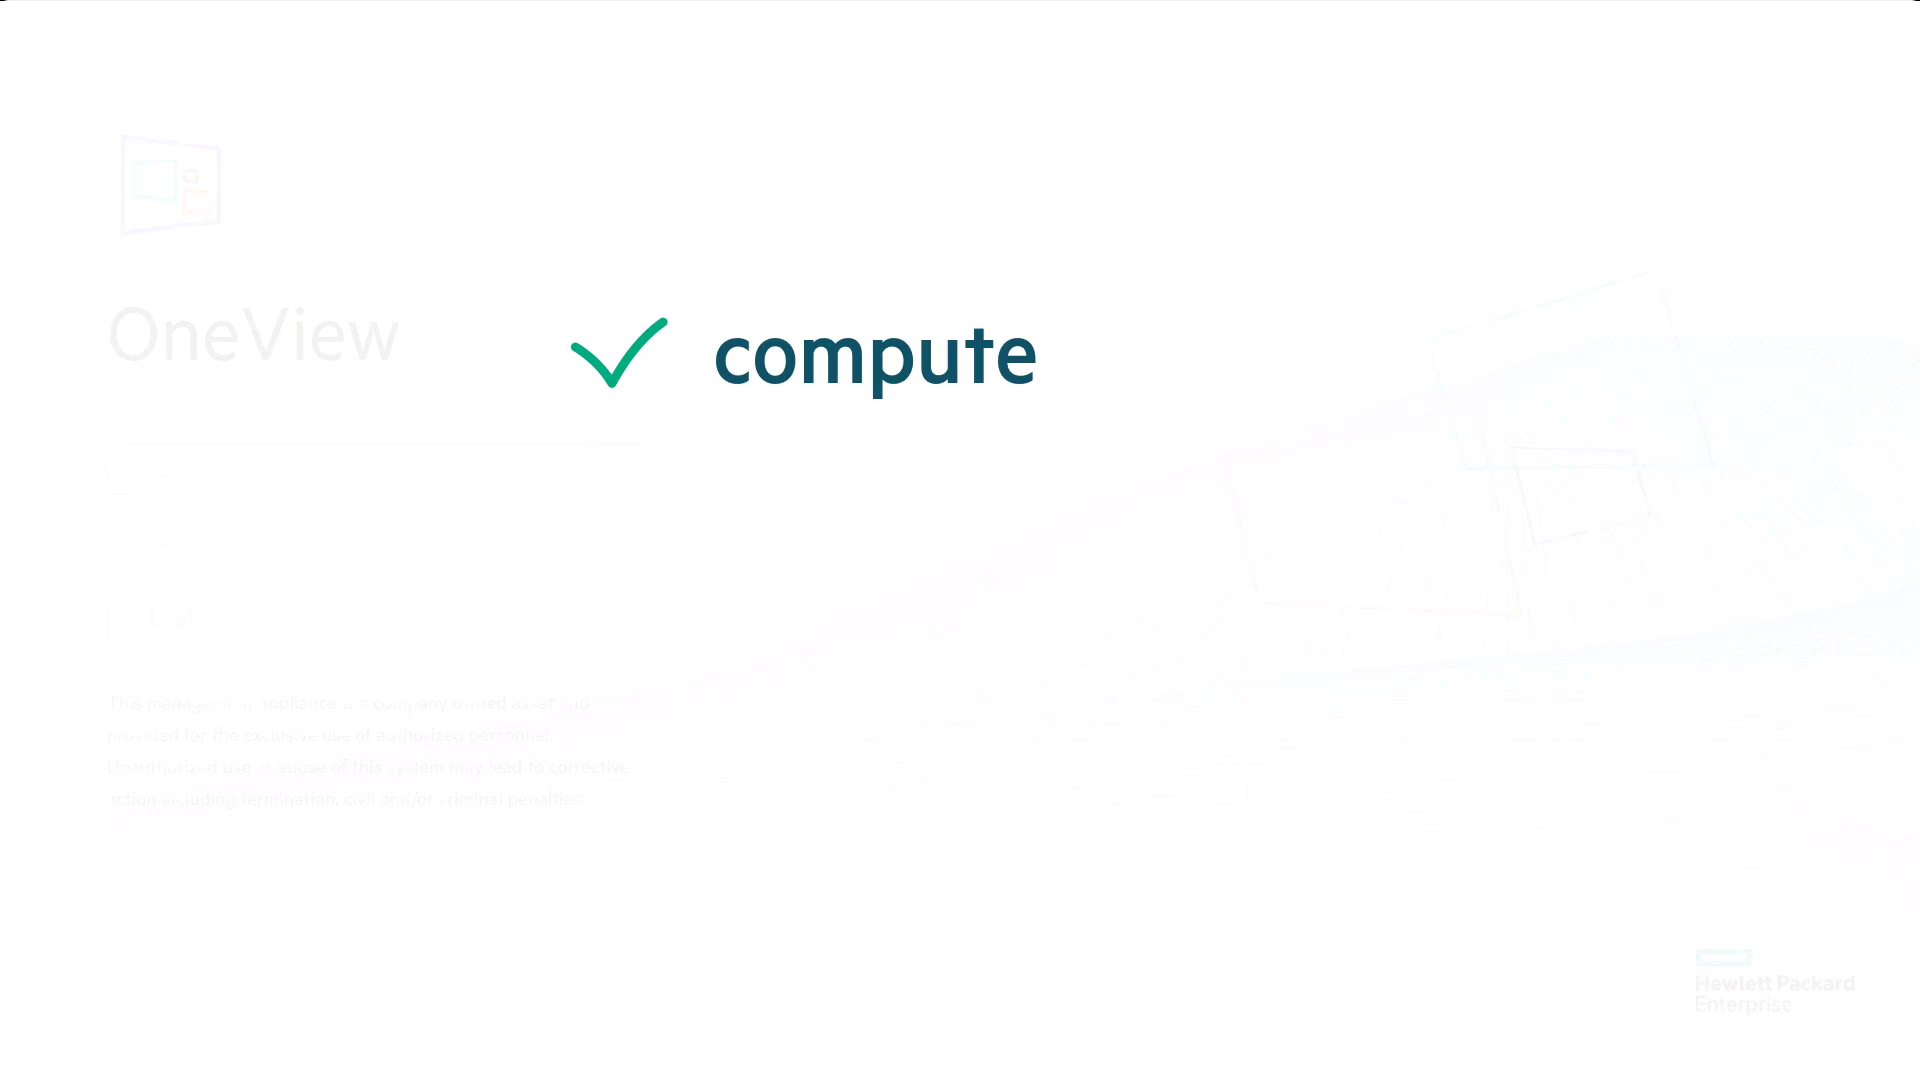 OneView
compute
Login
This management appliance is a company owned asset and
provided for the exclusive use of authorized personnel.
Unauthorized use or abuse of this system may lead to corrective
action including termination, civil and/or criminal penalties.
Hewlett Packard
Enterprise